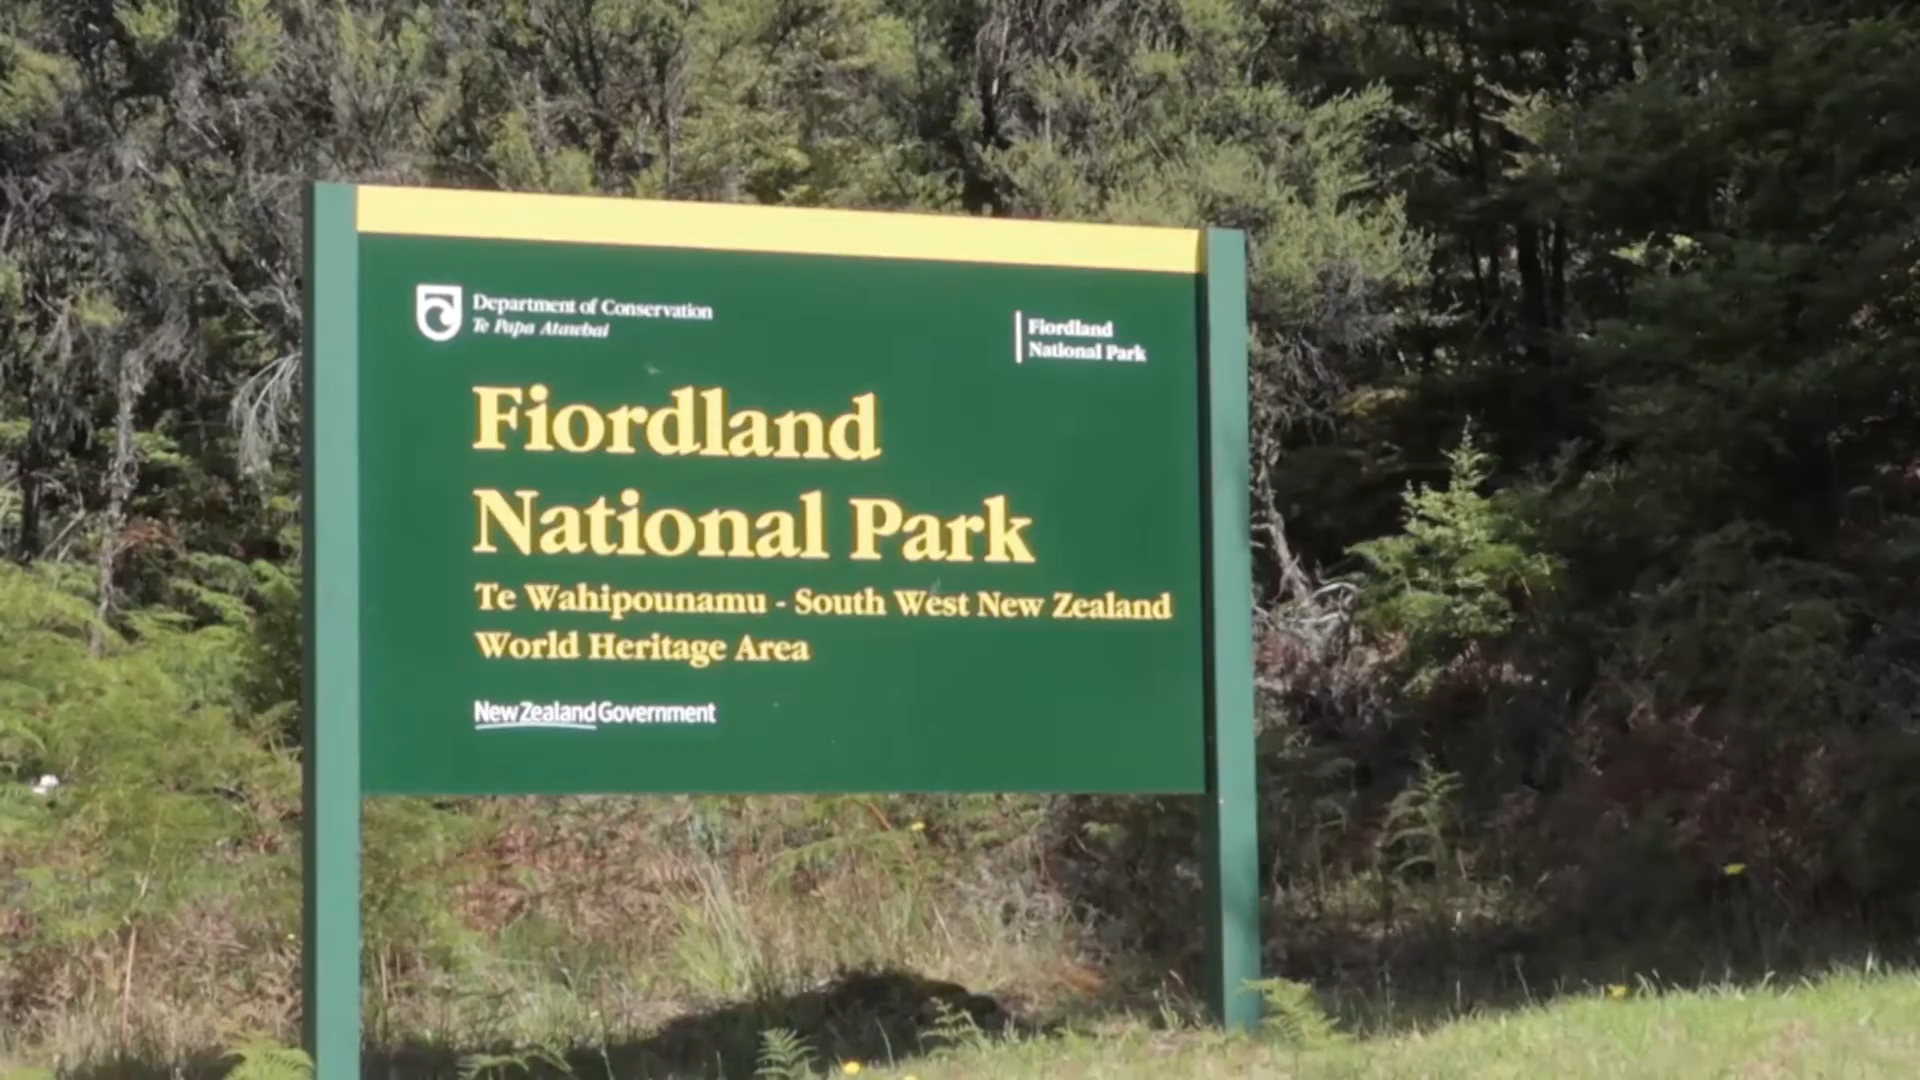 Department of Conservation
Te Papa Atawhai
Fiordland
National Park
Fiordland
National Park
Te Wahipounamu - South West New Zealand
World Heritage Area
New Zealand Government